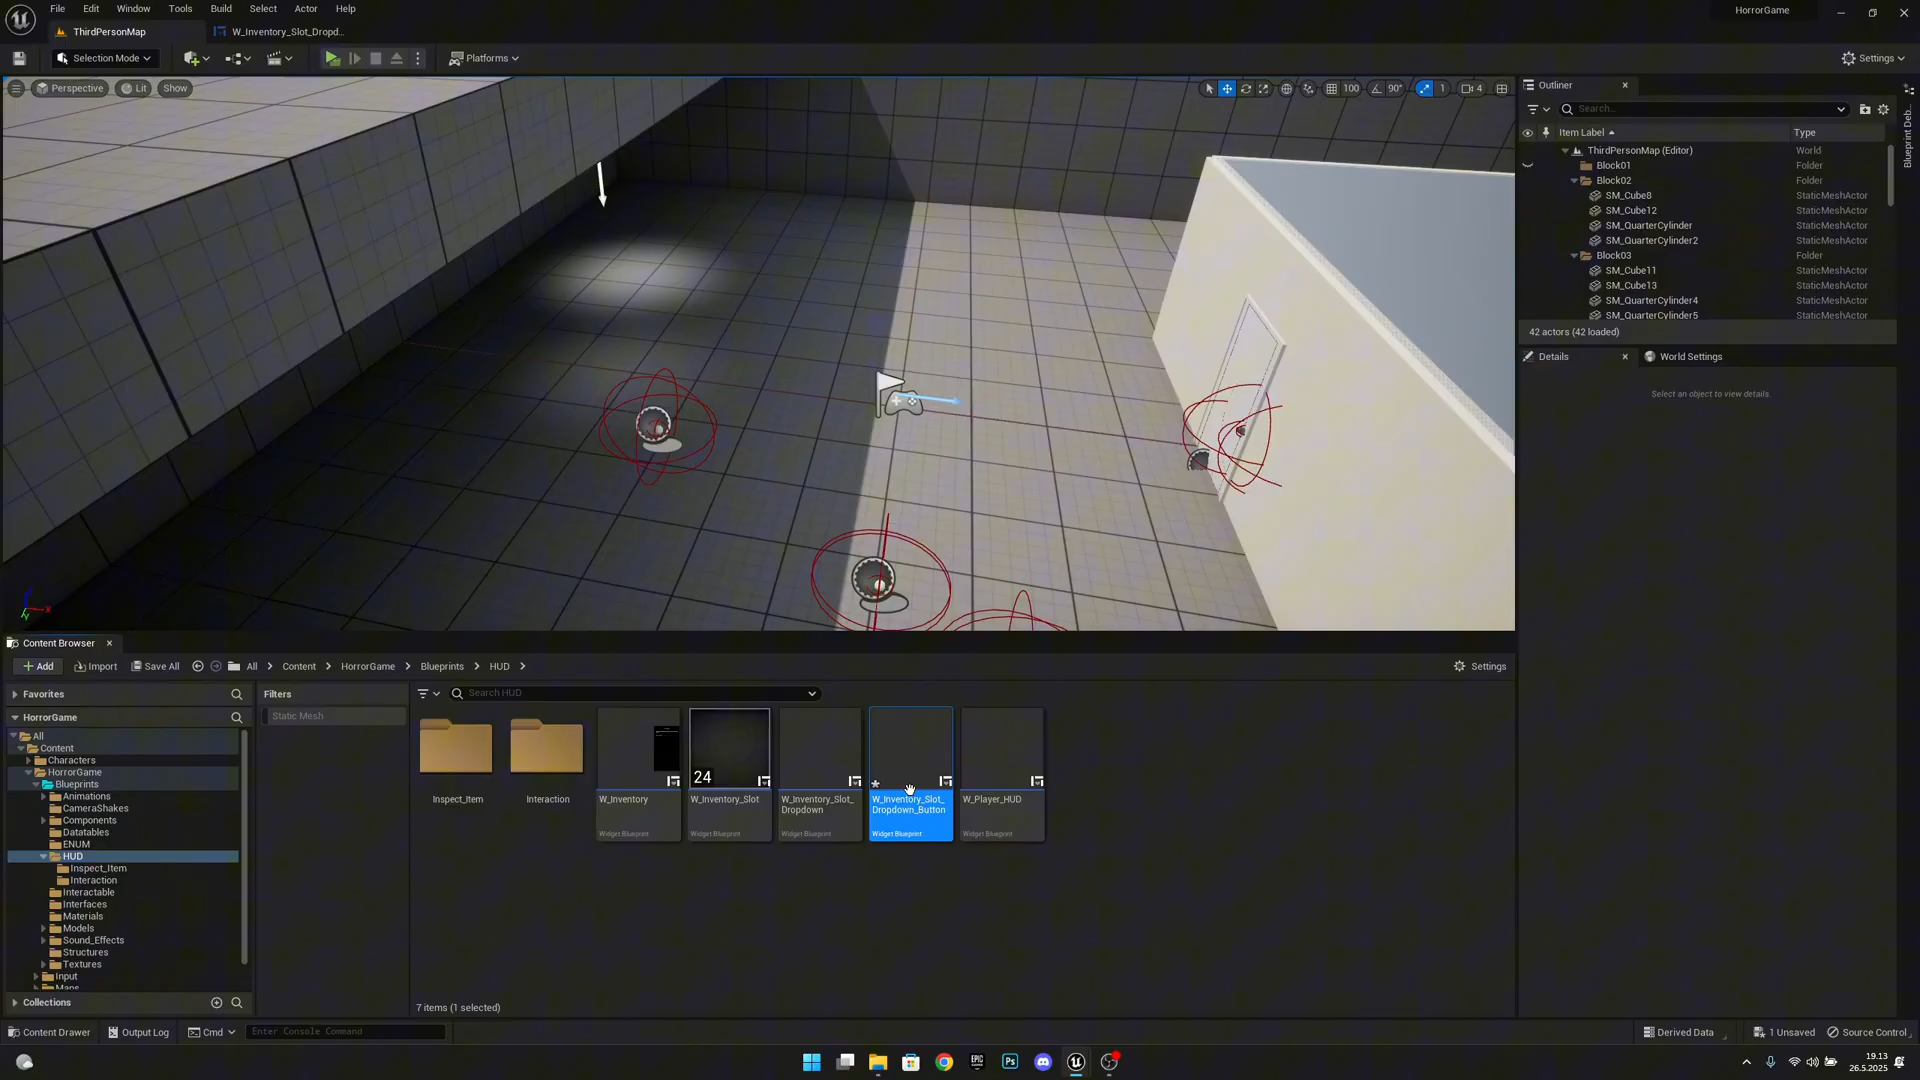 File Edit Window Tools Build Select Actor Help HorrorGame
ThirdPersonMap W_Inventory_Slot_Dropd...
Selection Mode Platforms Settings
Perspective Lit Show 100 90° 1 4
Outliner
Search...
Item Label Type
ThirdPersonMap (Editor) World
Block01 Folder
Block02 Folder
SM_Cube8 StaticMeshActor
SM_Cube12 StaticMeshActor
SM_QuarterCylinder StaticMeshActor
SM_QuarterCylinder2 StaticMeshActor
Block03 Folder
SM_Cube11 StaticMeshActor
SM_Cube13 StaticMeshActor
SM_QuarterCylinder4 StaticMeshActor
SM_QuarterCylinder5 StaticMeshActor
42 actors (42 loaded)
Details World Settings
Select an object to view details.
Blueprint Deb...
Content Browser
Add Import Save All All Content HorrorGame Blueprints HUD Settings
Favorites
HorrorGame
All
Content
Characters
HorrorGame
Blueprints
Animations
CameraShakes
Components
Datatables
ENUM
HUD
Inspect_Item
Interaction
Interactable
Interfaces
Materials
Models
Sound_Effects
Structures
Textures
Input
Maps
Collections
Filters
Static Mesh
Search HUD
Inspect_Item
Interaction
W_Inventory
Widget Blueprint
24
W_Inventory_Slot
Widget Blueprint
W_Inventory_Slot_
Dropdown
Widget Blueprint
W_Inventory_Slot_
Dropdown_Button
Widget Blueprint
W_Player_HUD
Widget Blueprint
7 items (1 selected)
Content Drawer Output Log Cmd Enter Console Command Derived Data 1 Unsaved Source Control
EPIC
Ps
19.13
26.5.2025